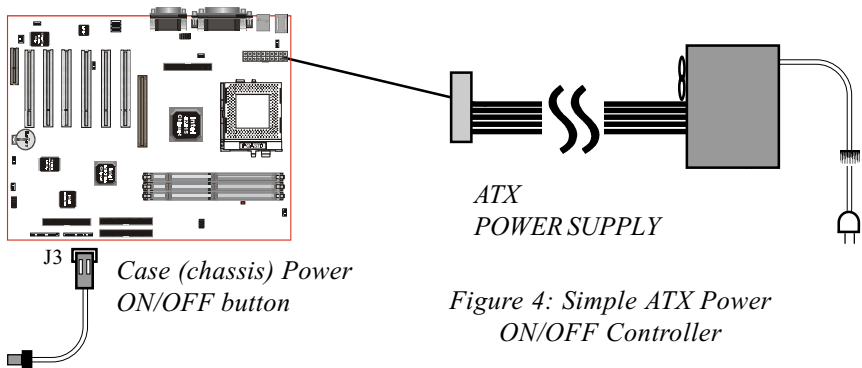 J3
Case (chassis) Power
ON/OFF button
ATX
POWER SUPPLY
Figure 4: Simple ATX Power
ON/OFF Controller